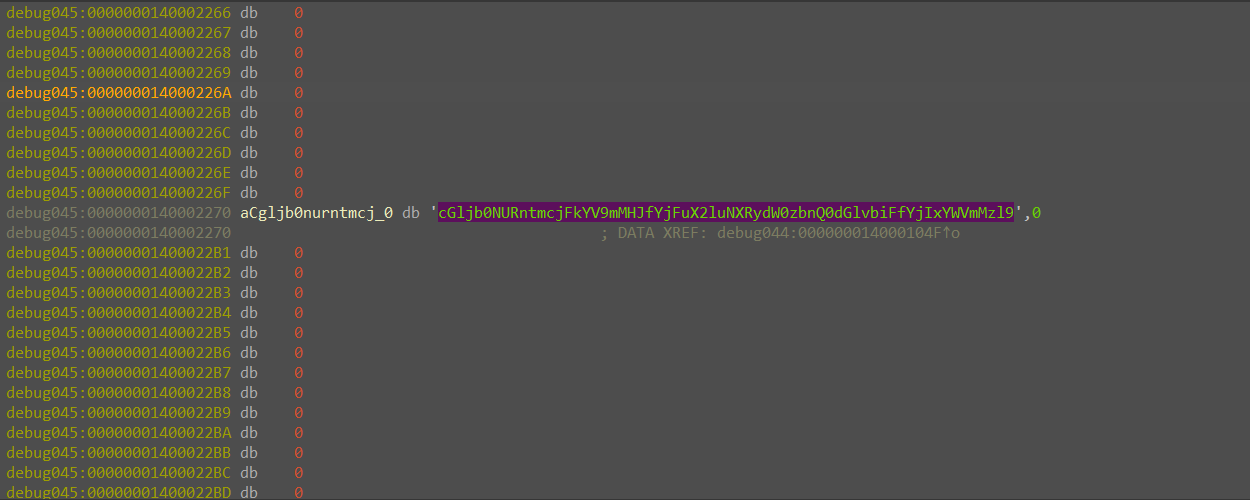 debug045:0000000140002266 db 0
debug045:0000000140002267 db 0
debug045:0000000140002268 db 0
debug045:0000000140002269 db 0
debug045:000000014000226A db 0
debug045:000000014000226B db 0
debug045:000000014000226C db 0
debug045:000000014000226D db 0
debug045:000000014000226E db 0
debug045:000000014000226F db 0
debug045:0000000140002270 aCgljb0nurntmcj_0 db 'cGljb0NURntmcjFkYV9mMHJfYjFuX2luNXRydW0zbnQ0dGlvbiFfYjIxYWVmMzl9',0
debug045:0000000140002270 ; DATA XREF: debug044:000000014000104F↑o
debug045:00000001400022B1 db 0
debug045:00000001400022B2 db 0
debug045:00000001400022B3 db 0
debug045:00000001400022B4 db 0
debug045:00000001400022B5 db 0
debug045:00000001400022B6 db 0
debug045:00000001400022B7 db 0
debug045:00000001400022B8 db 0
debug045:00000001400022B9 db 0
debug045:00000001400022BA db 0
debug045:00000001400022BB db 0
debug045:00000001400022BC db 0
debug045:00000001400022BD db 0